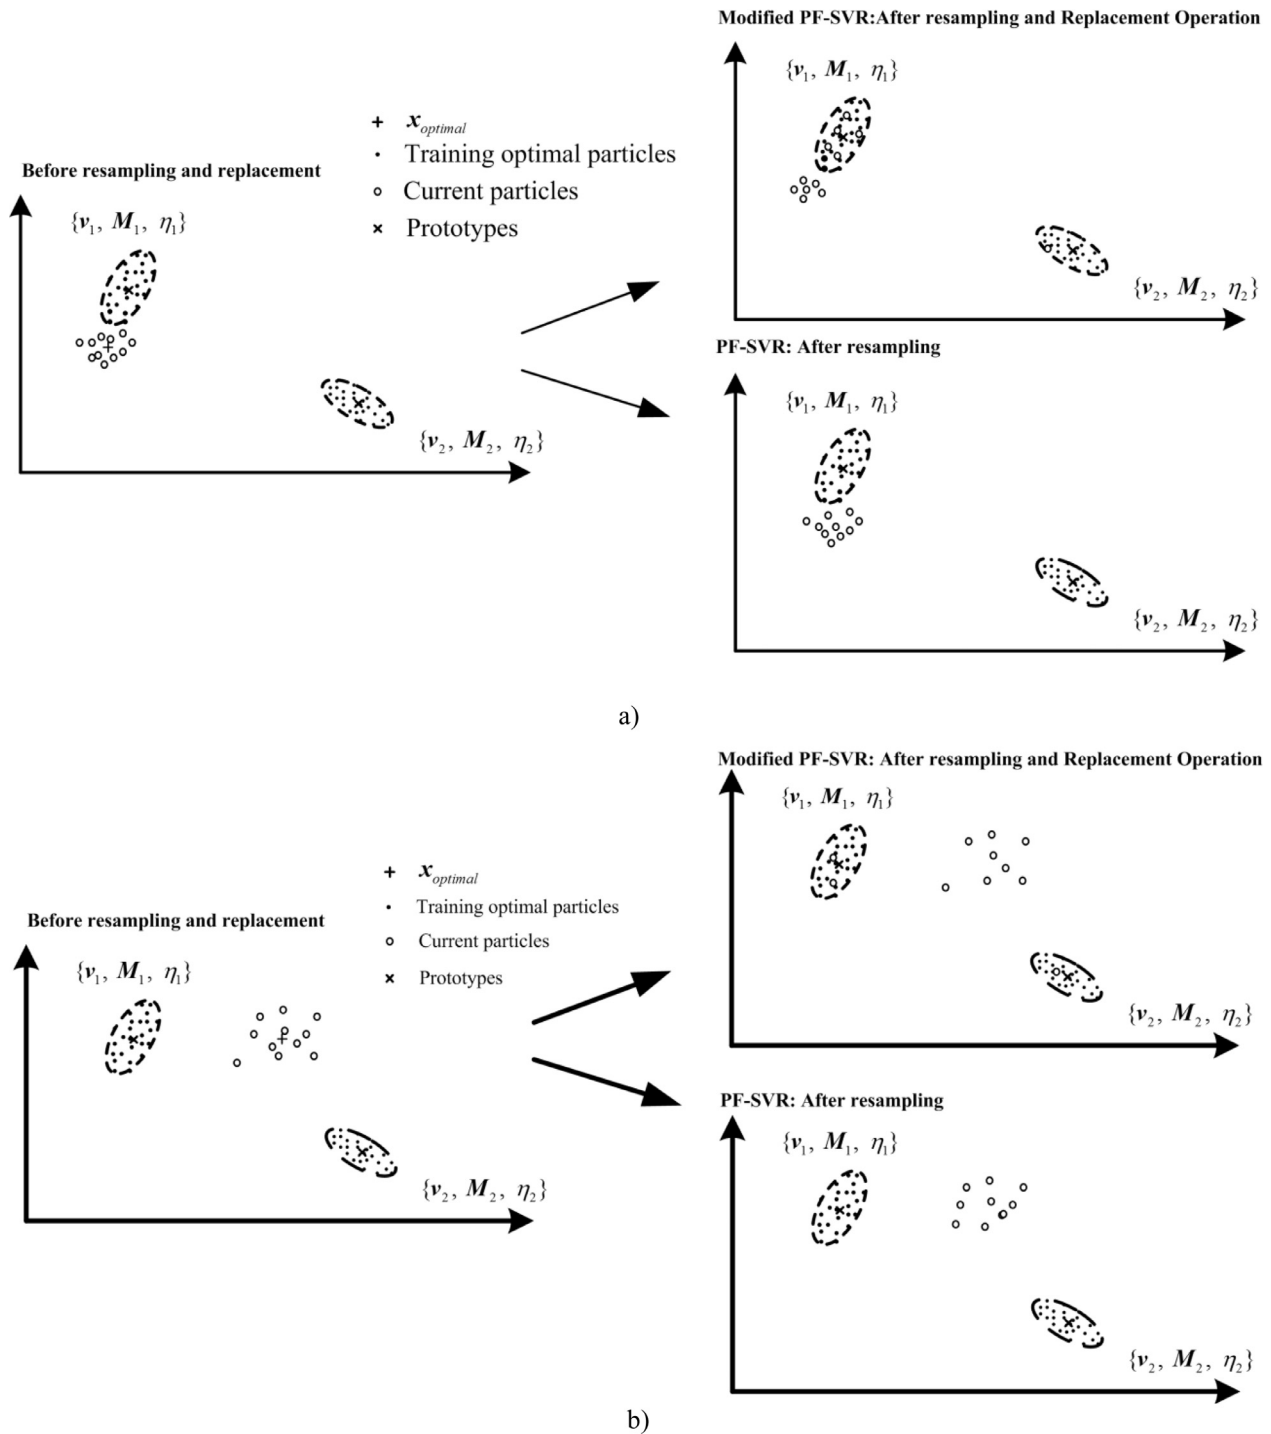 Modified PF-SVR:After resampling and Replacement Operation
{v₁, M₁, η₁}
{v₂, M₂, η₂}
+ x_optimal
· Training optimal particles
o Current particles
× Prototypes
Before resampling and replacement
{v₁, M₁, η₁}
{v₂, M₂, η₂}
PF-SVR: After resampling
{v₁, M₁, η₁}
{v₂, M₂, η₂}
a)
Modified PF-SVR: After resampling and Replacement Operation
{v₁, M₁, η₁}
{v₂, M₂, η₂}
+ x_optimal
· Training optimal particles
o Current particles
× Prototypes
Before resampling and replacement
{v₁, M₁, η₁}
{v₂, M₂, η₂}
PF-SVR: After resampling
{v₁, M₁, η₁}
{v₂, M₂, η₂}
b)